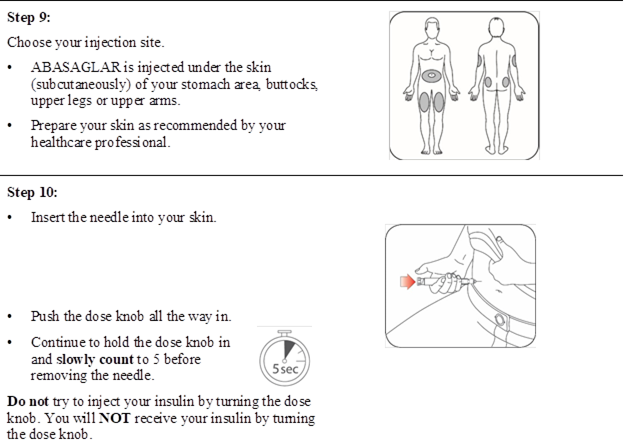 Step 9:
Choose your injection site.
• ABASAGLAR is injected under the skin
(subcutaneously) of your stomach area, buttocks,
upper legs or upper arms.
• Prepare your skin as recommended by your
healthcare professional.
Step 10:
• Insert the needle into your skin.
• Push the dose knob all the way in.
• Continue to hold the dose knob in
and slowly count to 5 before
removing the needle.
5 sec
Do not try to inject your insulin by turning the dose
knob. You will NOT receive your insulin by turning
the dose knob.